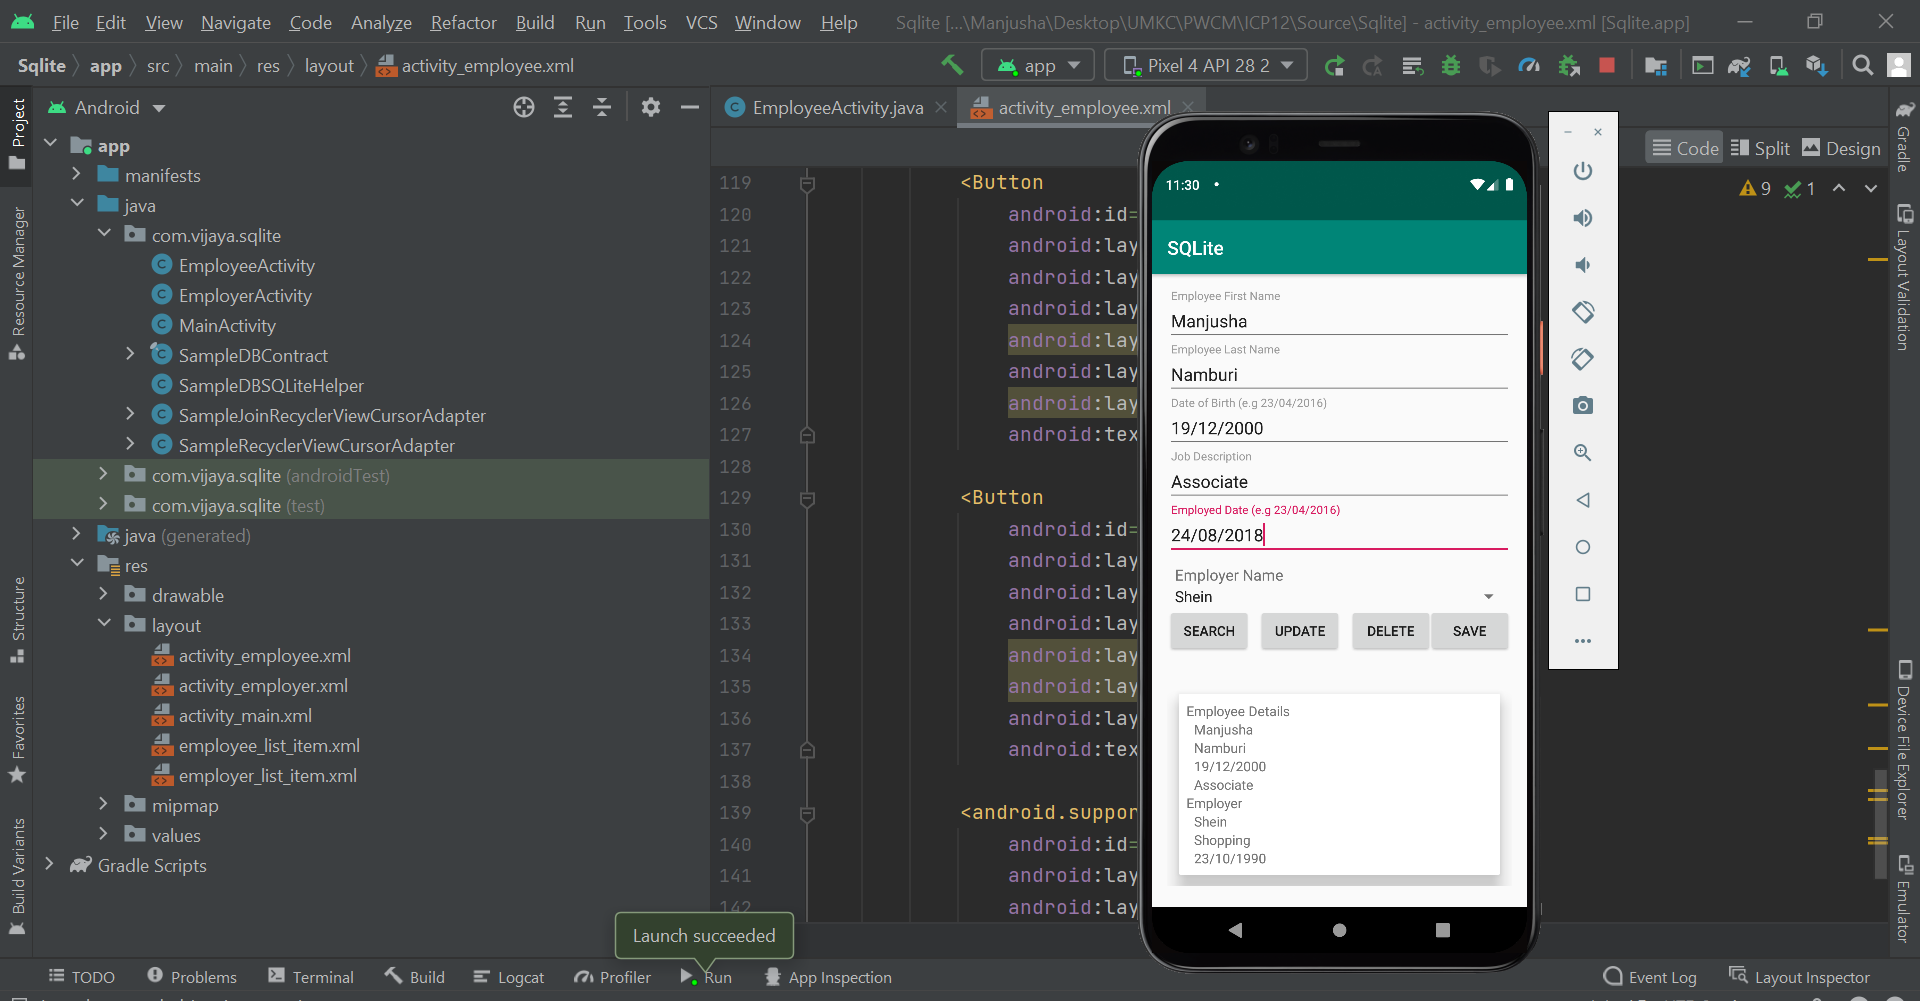 File Edit View Navigate Code Analyze Refactor Build Run Tools VCS Window Help Sqlite [...\Manjusha\Desktop\UMKC\PWCM\ICP12\Source\Sqlite] - activity_employee.xml [Sqlite.app]
Sqlite app src main res layout activity_employee.xml app Pixel 4 API 28 2
Project
Resource Manager
Structure
Favorites
Build Variants
Android
app
manifests
java
com.vijaya.sqlite
EmployeeActivity
EmployerActivity
MainActivity
SampleDBContract
SampleDBSQLiteHelper
SampleJoinRecyclerViewCursorAdapter
SampleRecyclerViewCursorAdapter
com.vijaya.sqlite (androidTest)
com.vijaya.sqlite (test)
java (generated)
res
drawable
layout
activity_employee.xml
activity_employer.xml
activity_main.xml
employee_list_item.xml
employer_list_item.xml
mipmap
values
Gradle Scripts
EmployeeActivity.java activity_employee.xml
Code Split Design
9 1
119 <Button
120 android:id=
121 android:lay
122 android:lay
123 android:lay
124 android:lay
125 android:lay
126 android:lay
127 android:tex
128
129 <Button
130 android:id=
131 android:lay
132 android:lay
133 android:lay
134 android:lay
135 android:lay
136 android:lay
137 android:tex
138
139 <android.suppor
140 android:id=
141 android:lay
142 android:lay
11:30
SQLite
Employee First Name
Manjusha
Employee Last Name
Namburi
Date of Birth (e.g 23/04/2016)
19/12/2000
Job Description
Associate
Employed Date (e.g 23/04/2016)
24/08/2018
Employer Name
Shein
SEARCH UPDATE DELETE SAVE
Employee Details
Manjusha
Namburi
19/12/2000
Associate
Employer
Shein
Shopping
23/10/1990
Gradle
Layout Validation
Device File Explorer
Emulator
Launch succeeded
TODO Problems Terminal Build Logcat Profiler Run App Inspection Event Log Layout Inspector